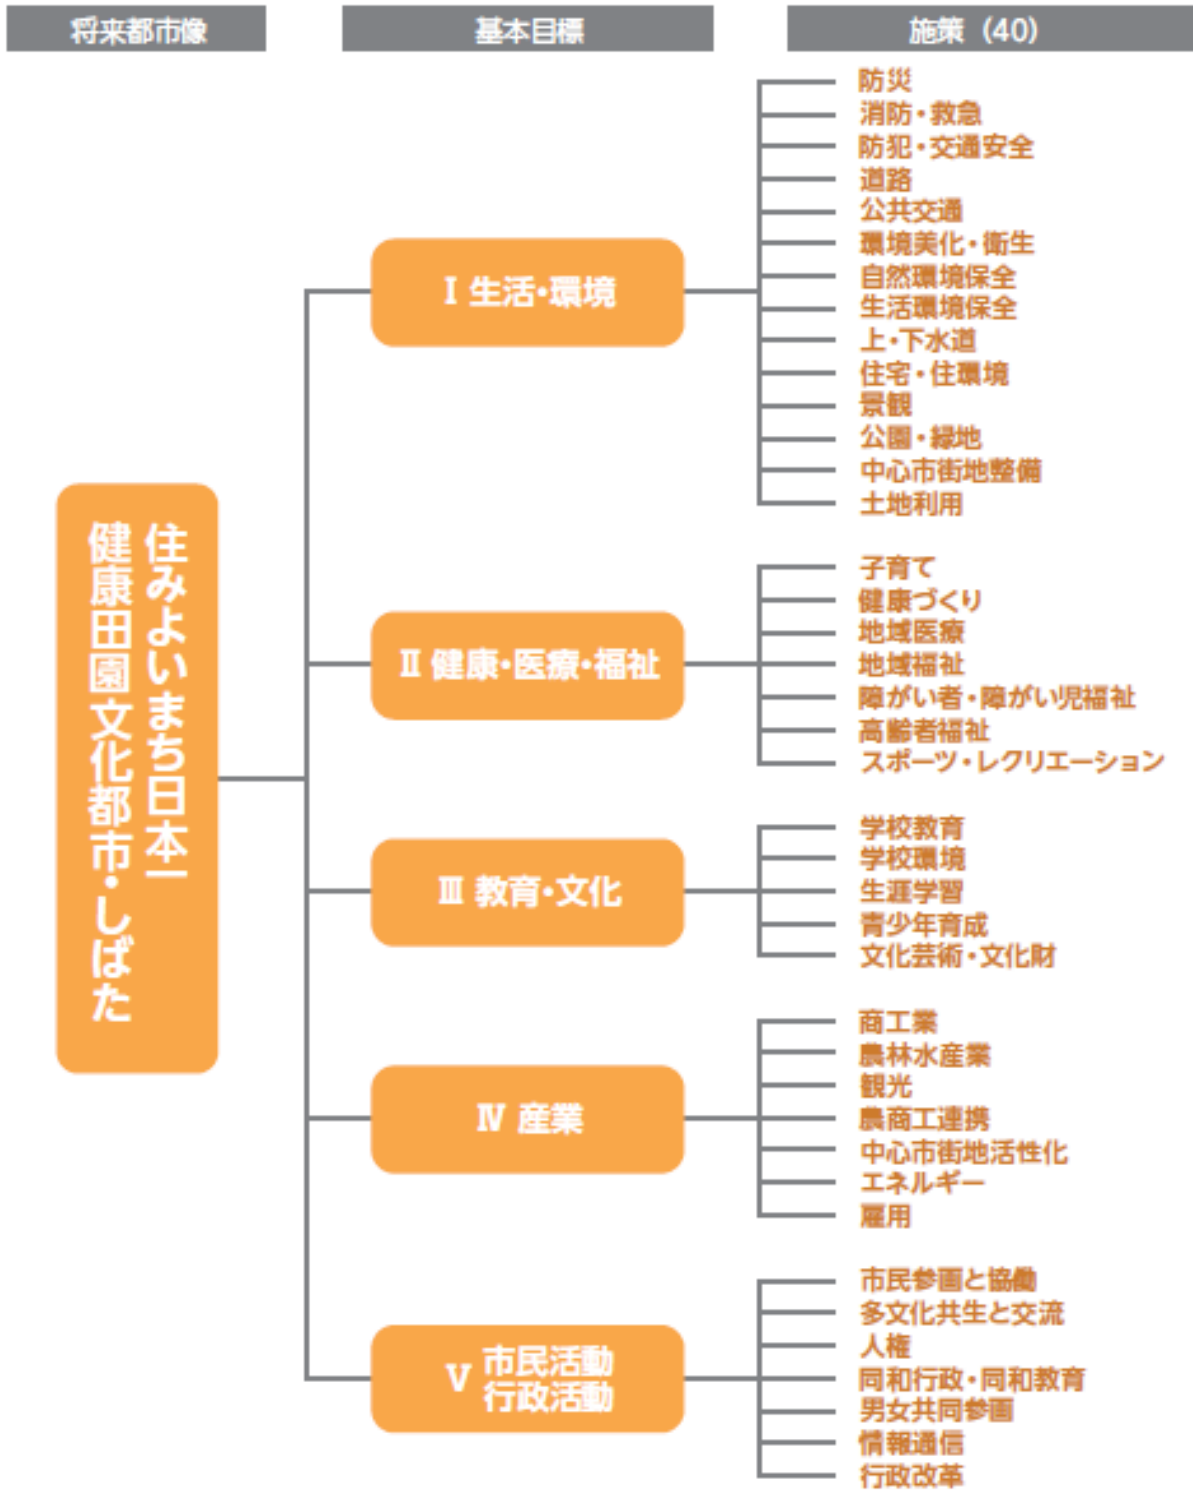 将来都市像
基本目標
施策（40）
住みよいまち日本一
健康田園文化都市・しばた
Ⅰ 生活・環境
防災
消防・救急
防犯・交通安全
道路
公共交通
環境美化・衛生
自然環境保全
生活環境保全
上・下水道
住宅・住環境
景観
公園・緑地
中心市街地整備
土地利用
Ⅱ 健康・医療・福祉
子育て
健康づくり
地域医療
地域福祉
障がい者・障がい児福祉
高齢者福祉
スポーツ・レクリエーション
Ⅲ 教育・文化
学校教育
学校環境
生涯学習
青少年育成
文化芸術・文化財
Ⅳ 産業
商工業
農林水産業
観光
農商工連携
中心市街地活性化
エネルギー
雇用
Ⅴ 市民活動
行政活動
市民参画と協働
多文化共生と交流
人権
同和行政・同和教育
男女共同参画
情報通信
行政改革